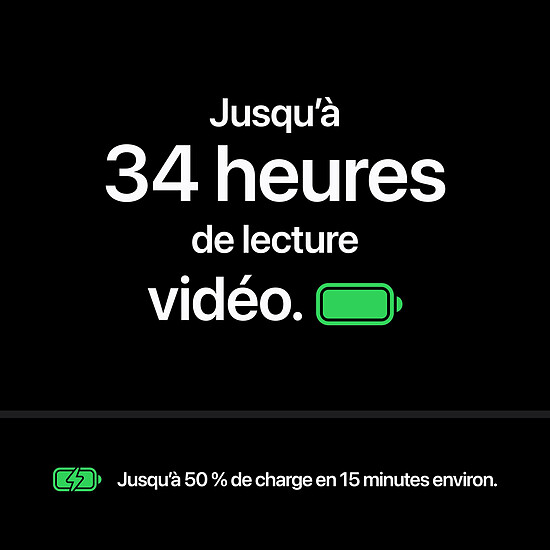 Jusqu’à
34 heures
de lecture
vidéo.
Jusqu’à 50 % de charge en 15 minutes environ.